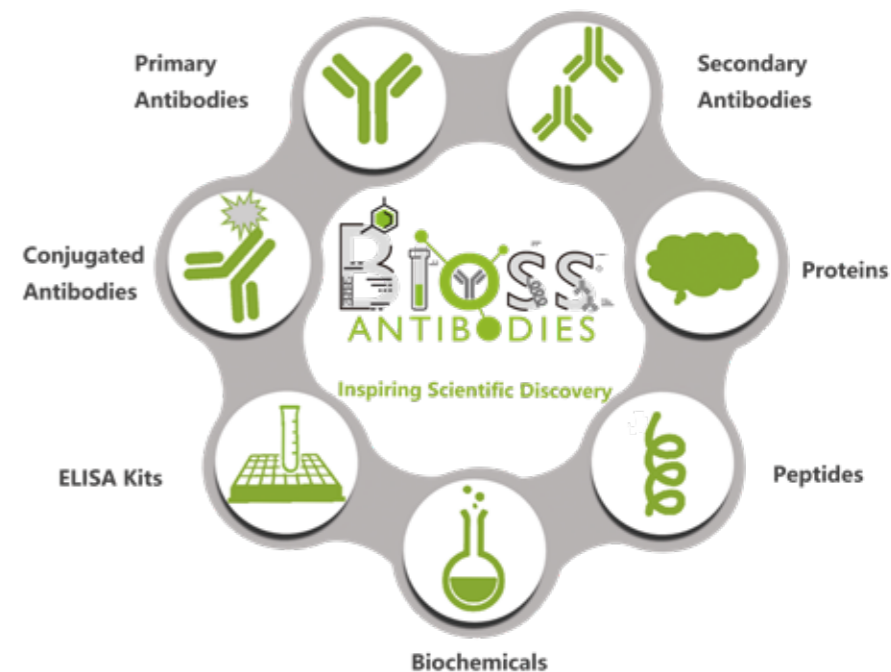 Primary
Antibodies
Secondary
Antibodies
Conjugated
Antibodies
Bioss
ANTIBODIES
Inspiring Scientific Discovery
Proteins
ELISA Kits
Peptides
Biochemicals